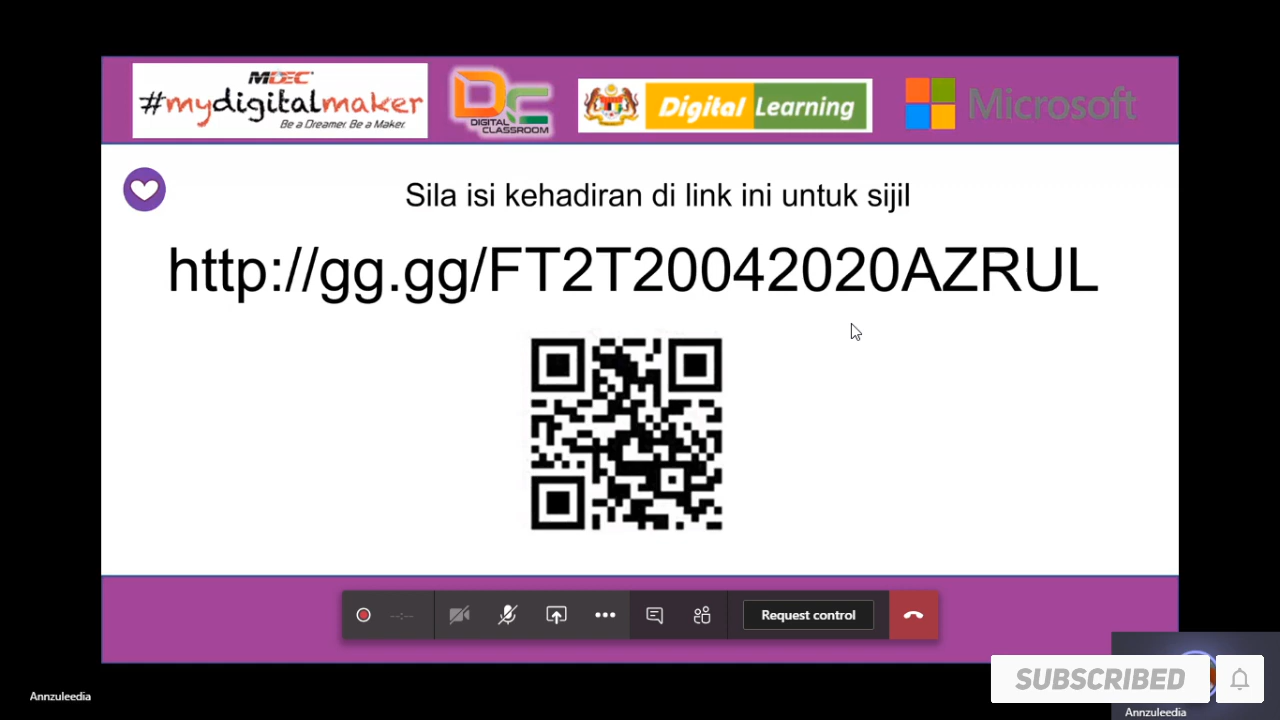 MDEC
#mydigitalmaker
Be a Dreamer. Be a Maker.
DC
DIGITAL
CLASSROOM
Digital Learning
Microsoft
Sila isi kehadiran di link ini untuk sijil
http://gg.gg/FT2T20042020AZRUL
--:--
Request control
SUBSCRIBED
Annzuleedia
Annzuleedia